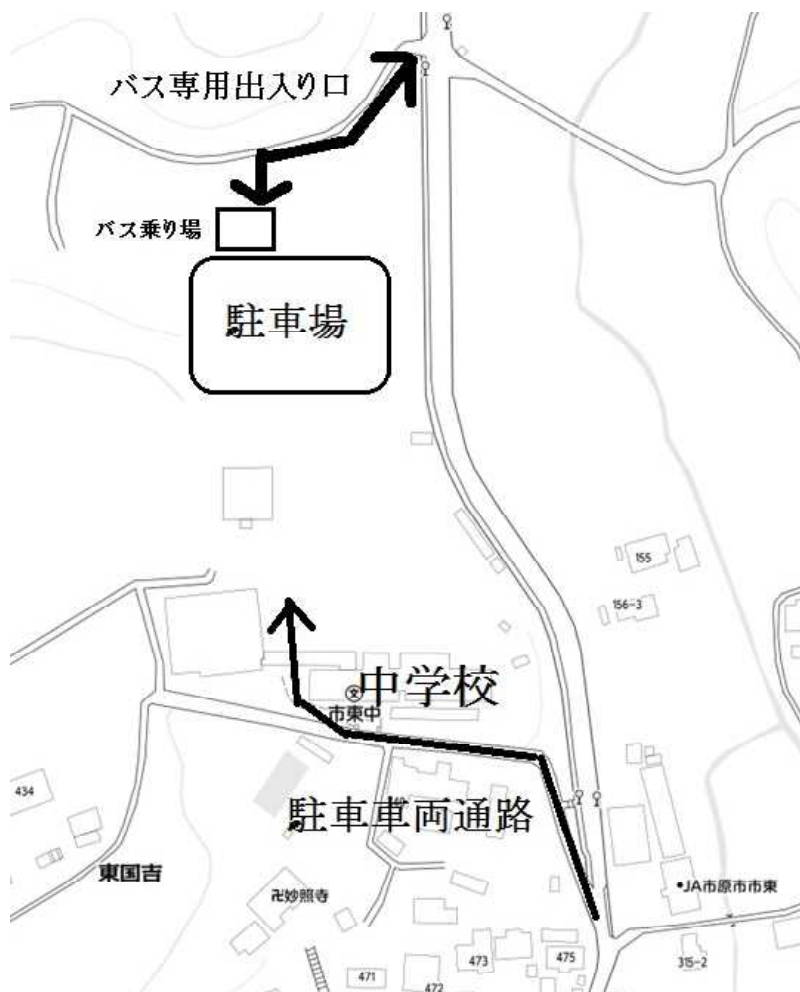 バス専用出入り口
バス乗り場
駐車場
155
156-3
中学校
市東中
434
駐車車両通路
東国吉
卍妙照寺
JA市原市市東
473
475
315-2
471
472